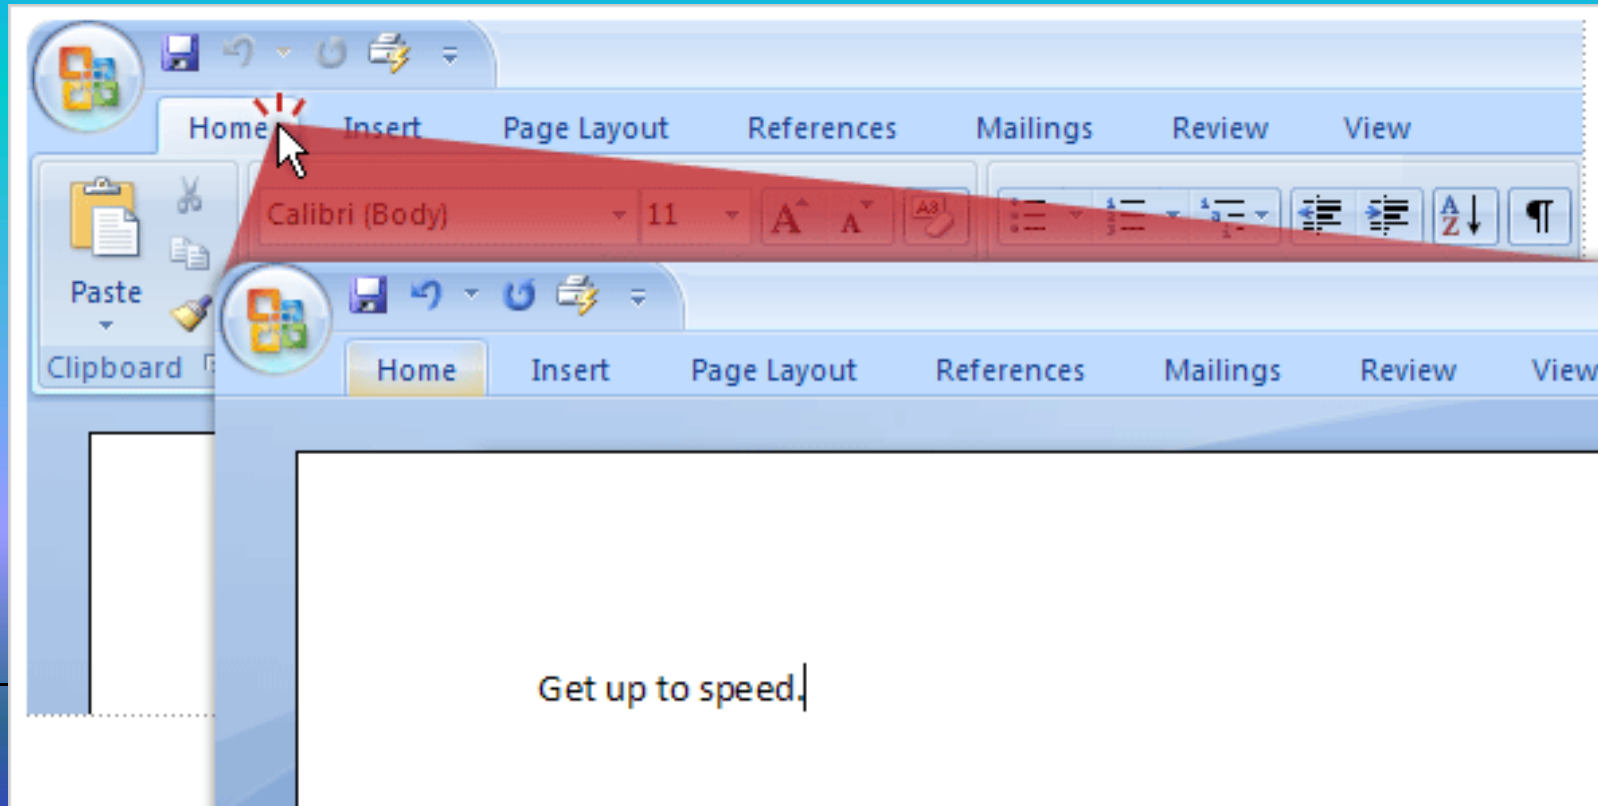 Home Insert Page Layout References Mailings Review View
Calibri (Body) 11 A A Aa
A
Z
Paste
Clipboard
Home Insert Page Layout References Mailings Review View
Get up to speed.